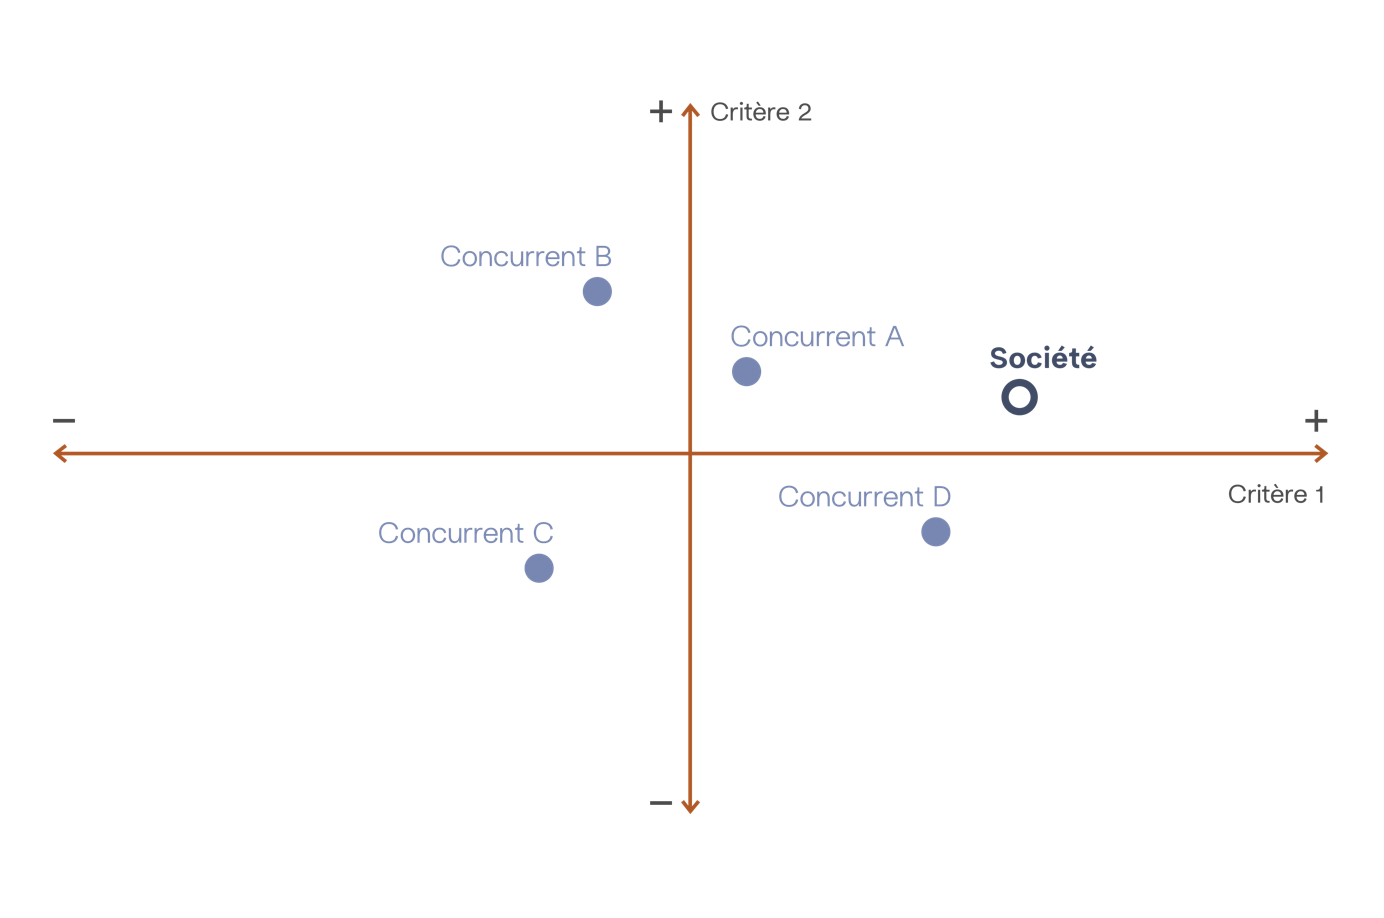 + Critère 2
Concurrent B
Concurrent A
Société
− +
Critère 1
Concurrent D
Concurrent C
−